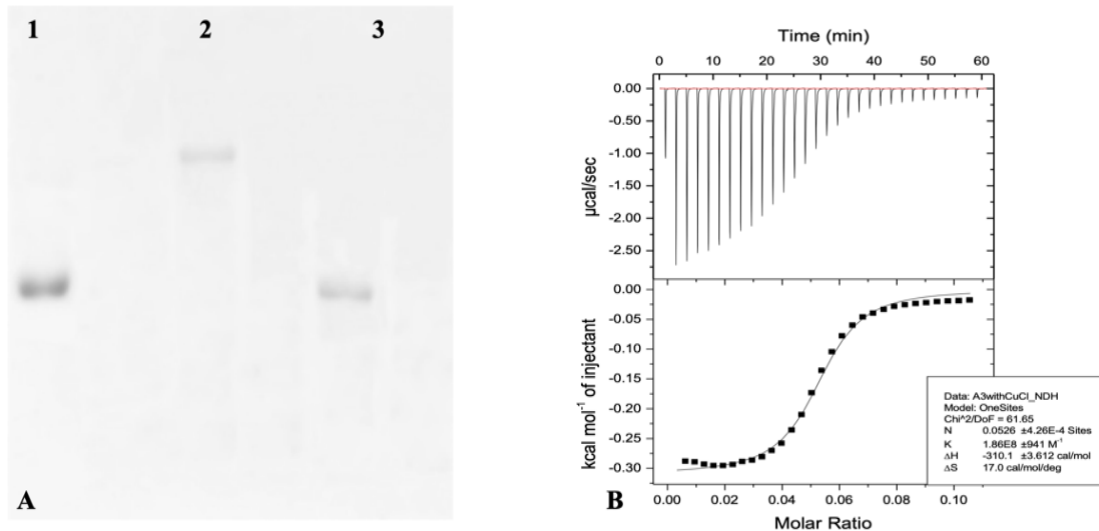 1 2 3
A
Time (min)
0 10 20 30 40 50 60
0.00
-0.50
-1.00
-1.50
-2.00
-2.50
µcal/sec
0.00
-0.05
-0.10
-0.15
-0.20
-0.25
-0.30
kcal mol⁻¹ of injectant
Data: A3withCuCl_NDH
Model: OneSites
Chi^2/DoF = 61.65
N 0.0526 ±4.26E-4 Sites
K 1.86E8 ±941 M⁻¹
ΔH -310.1 ±3.612 cal/mol
ΔS 17.0 cal/mol/deg
0.00 0.02 0.04 0.06 0.08 0.10
Molar Ratio
B